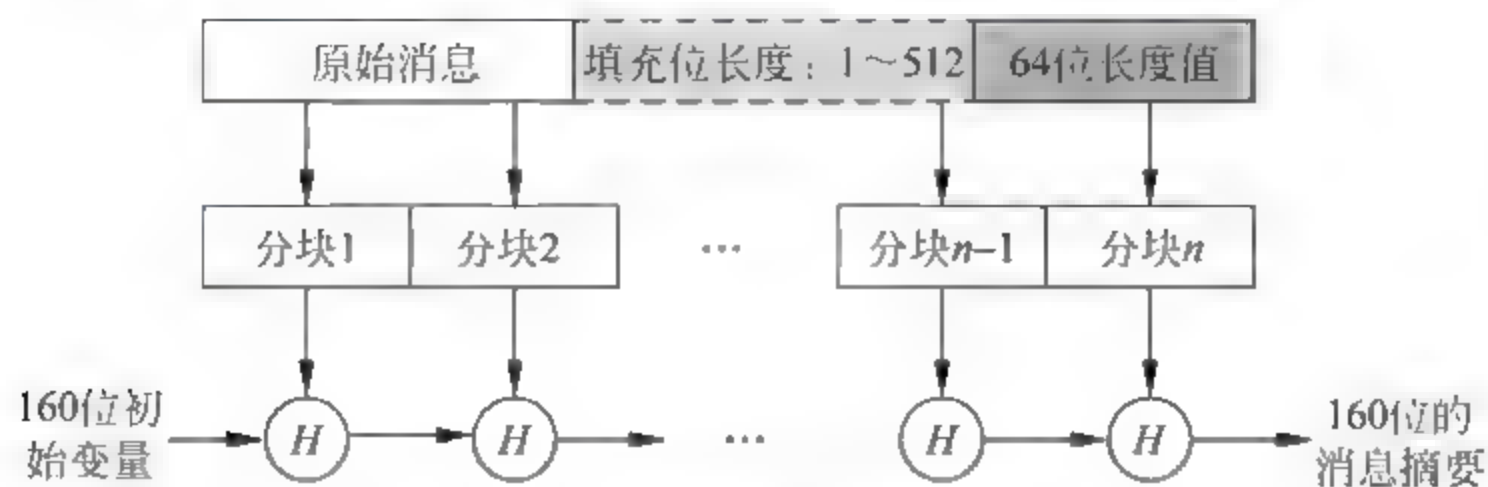 原始消息 填充位长度：1～512 64位长度值
分块1 分块2 … 分块n-1 分块n
160位初
始变量
H H … H H
160位的
消息摘要